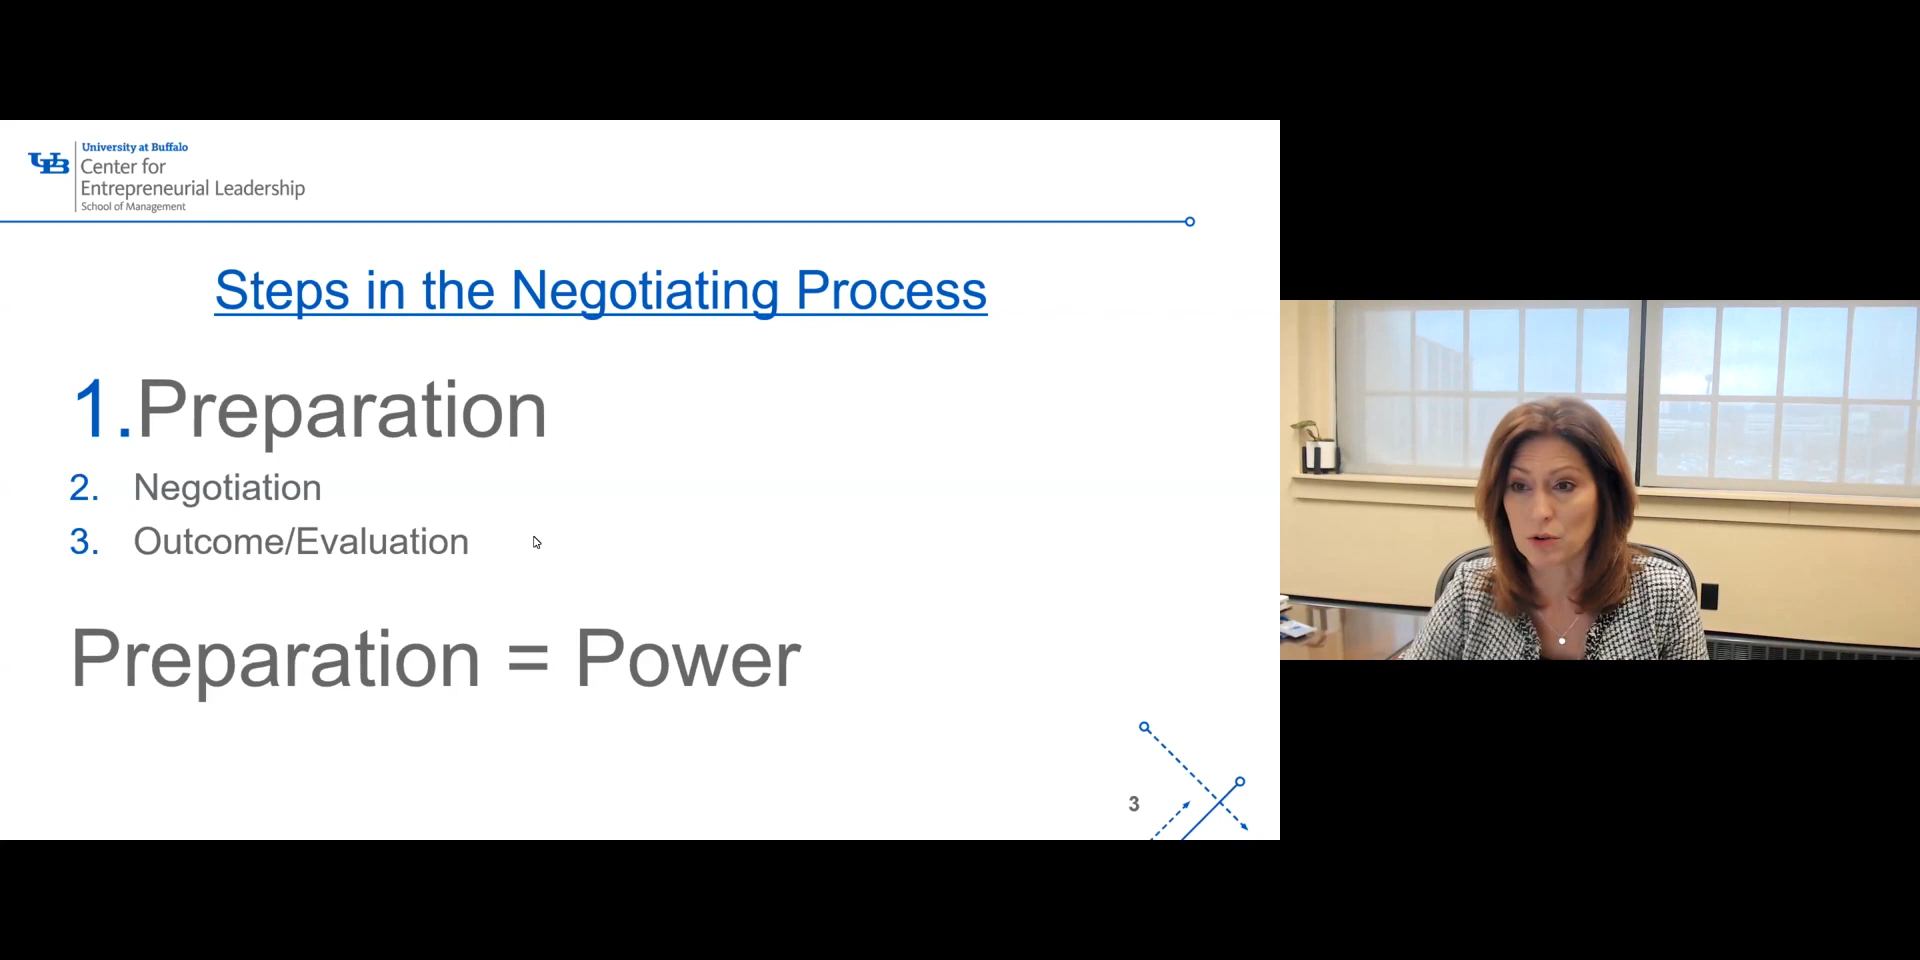 UB
University at Buffalo
Center for
Entrepreneurial Leadership
School of Management
Steps in the Negotiating Process
1.Preparation
2. Negotiation
3. Outcome/Evaluation
Preparation = Power
3